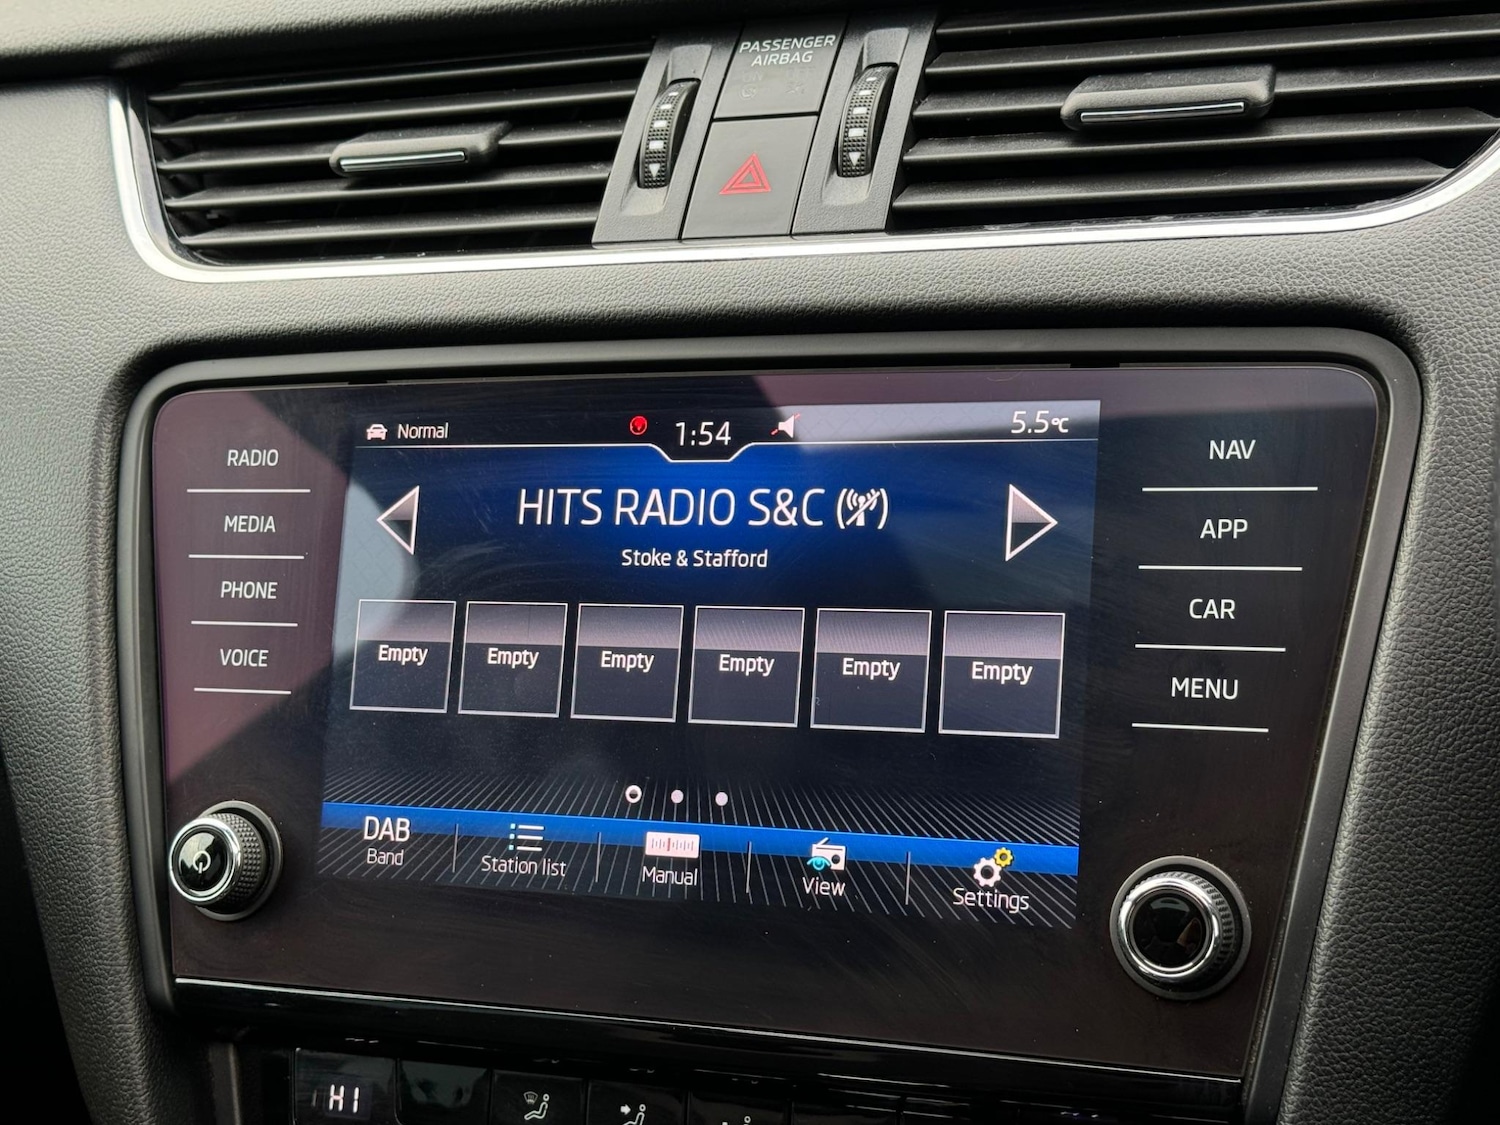 PASSENGER
AIRBAG
Normal
1:54
5.5°C
RADIO
MEDIA
PHONE
VOICE
HITS RADIO S&C
Stoke & Stafford
Empty Empty Empty Empty Empty Empty
NAV
APP
CAR
MENU
DAB
Band
Station list
Manual
View
Settings
HI